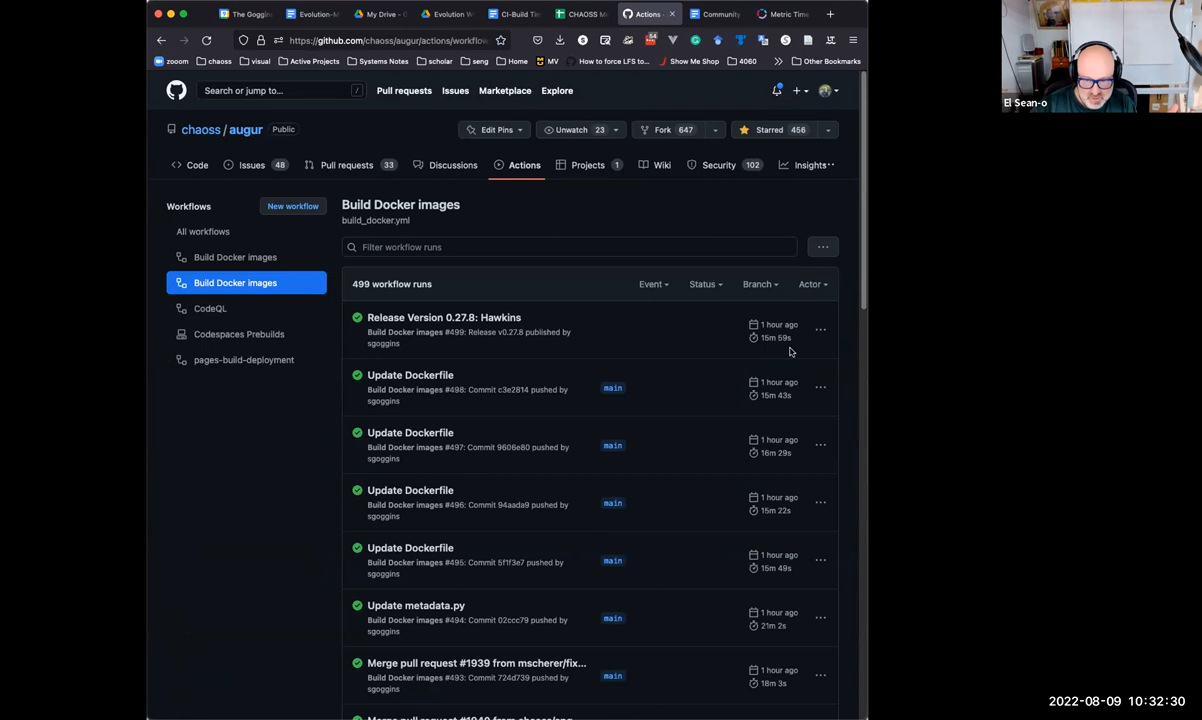 The Goggin
Evolution-M
My Drive - G
Evolution W
CI-Build Tim
CHAOSS M
Actions
Community
Metric Time
https://github.com/chaoss/augur/actions/workflow
54
zooom
chaoss
visual
Active Projects
Systems Notes
scholar
seng
Home
MV
How to force LFS to...
Show Me Shop
4060
Other Bookmarks
El Sean-o
Search or jump to...
/
Pull requests
Issues
Marketplace
Explore
chaoss / augur
Public
Edit Pins
Unwatch 23
Fork 647
Starred 456
Code
Issues 48
Pull requests 33
Discussions
Actions
Projects 1
Wiki
Security 102
Insights
Workflows
New workflow
All workflows
Build Docker images
Build Docker images
CodeQL
Codespaces Prebuilds
pages-build-deployment
Build Docker images
build_docker.yml
Filter workflow runs
499 workflow runs
Event
Status
Branch
Actor
Release Version 0.27.8: Hawkins
Build Docker images #499: Release v0.27.8 published by
sgoggins
1 hour ago
15m 59s
Update Dockerfile
Build Docker images #498: Commit c3e2814 pushed by
sgoggins
main
1 hour ago
15m 43s
Update Dockerfile
Build Docker images #497: Commit 9606e80 pushed by
sgoggins
main
1 hour ago
16m 29s
Update Dockerfile
Build Docker images #496: Commit 94aada9 pushed by
sgoggins
main
1 hour ago
15m 22s
Update Dockerfile
Build Docker images #495: Commit 5f1f3e7 pushed by
sgoggins
main
1 hour ago
15m 49s
Update metadata.py
Build Docker images #494: Commit 02ccc79 pushed by
sgoggins
main
1 hour ago
21m 2s
Merge pull request #1939 from mscherer/fix...
Build Docker images #493: Commit 724d739 pushed by
sgoggins
main
1 hour ago
18m 3s
2022-08-09 10:32:30